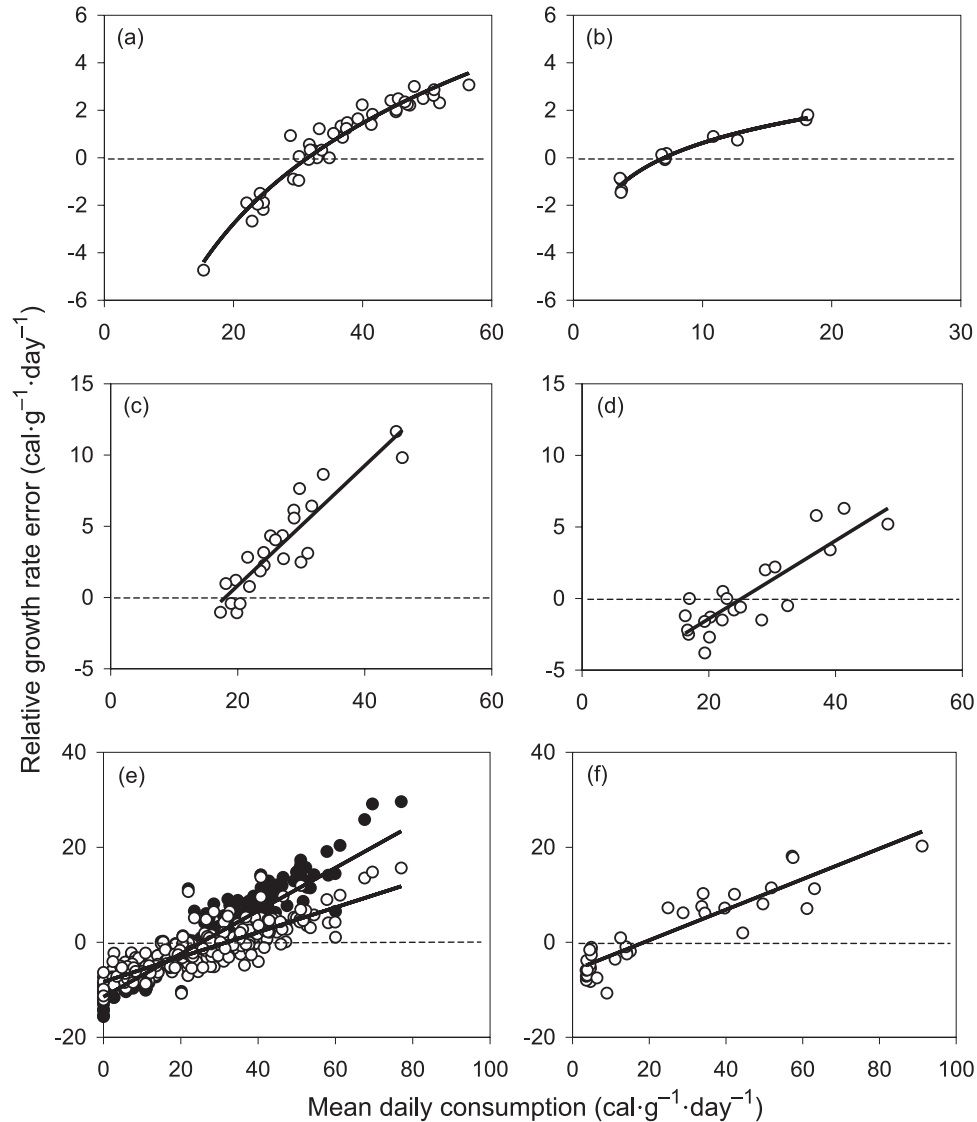 Relative growth rate error (cal·g⁻¹·day⁻¹)
(a)
6
4
2
0
-2
-4
-6
0 20 40 60
(b)
6
4
2
0
-2
-4
-6
0 10 20 30
(c)
15
10
5
0
-5
0 20 40 60
(d)
15
10
5
0
-5
0 20 40 60
(e)
40
20
0
-20
0 20 40 60 80 100
(f)
40
20
0
-20
0 20 40 60 80 100
Mean daily consumption (cal·g⁻¹·day⁻¹)